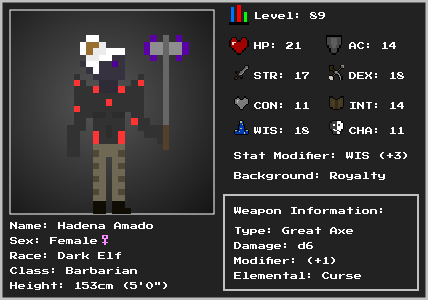 Level: 89
HP: 21 AC: 14
STR: 17 DEX: 18
CON: 11 INT: 14
WIS: 18 CHA: 11
Stat Modifier: WIS (+3)
Background: Royalty
Name: Hadena Amado
Sex: Female♀
Race: Dark Elf
Class: Barbarian
Height: 153cm (5'0")
Weapon Information:
Type: Great Axe
Damage: d6
Modifier: (+1)
Elemental: Curse